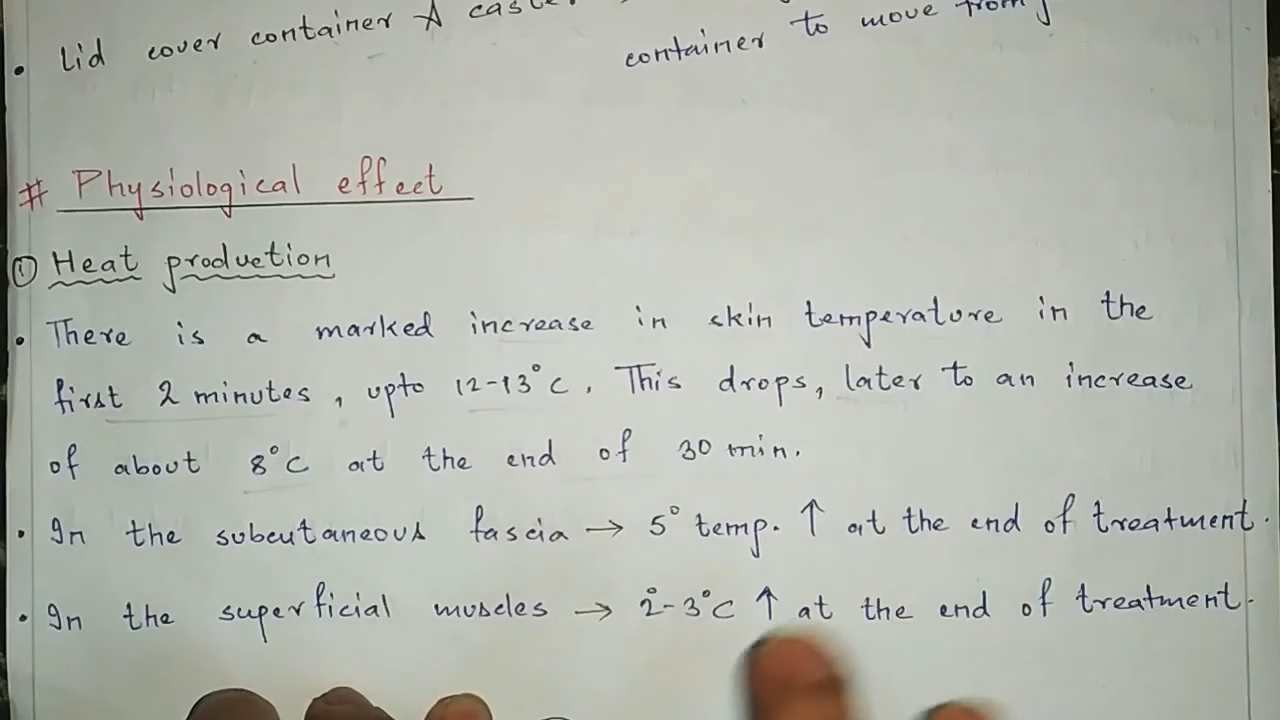 container to move from
• Lid cover container
# Physiological effect
① Heat production
• There is a marked increase in skin temperature in the
first 2 minutes, upto 12-13°C. This drops, later to an increase
of about 8°C at the end of 30 min.
• In the subcutaneous fascia → 5° temp. ↑ at the end of treatment.
• In the superficial muscles → 2°-3°C ↑ at the end of treatment.